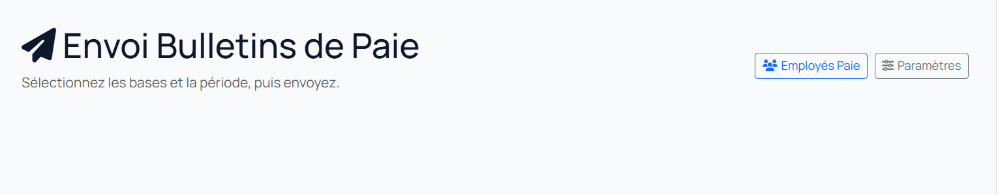 Envoi Bulletins de Paie
Sélectionnez les bases et la période, puis envoyez.
Employés Paie
Paramètres